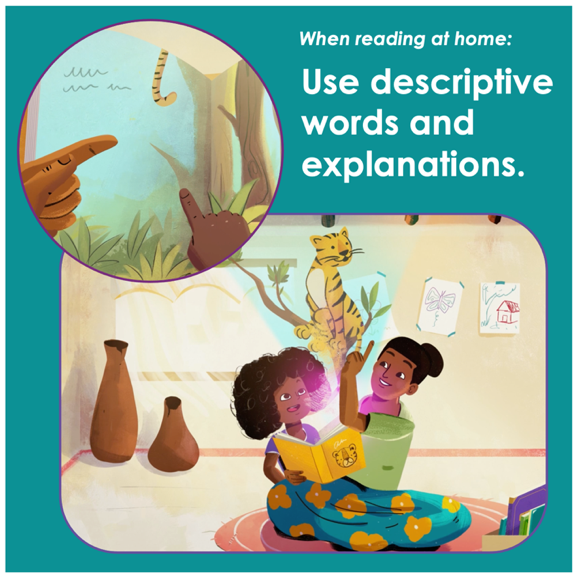 When reading at home:
Use descriptive
words and
explanations.